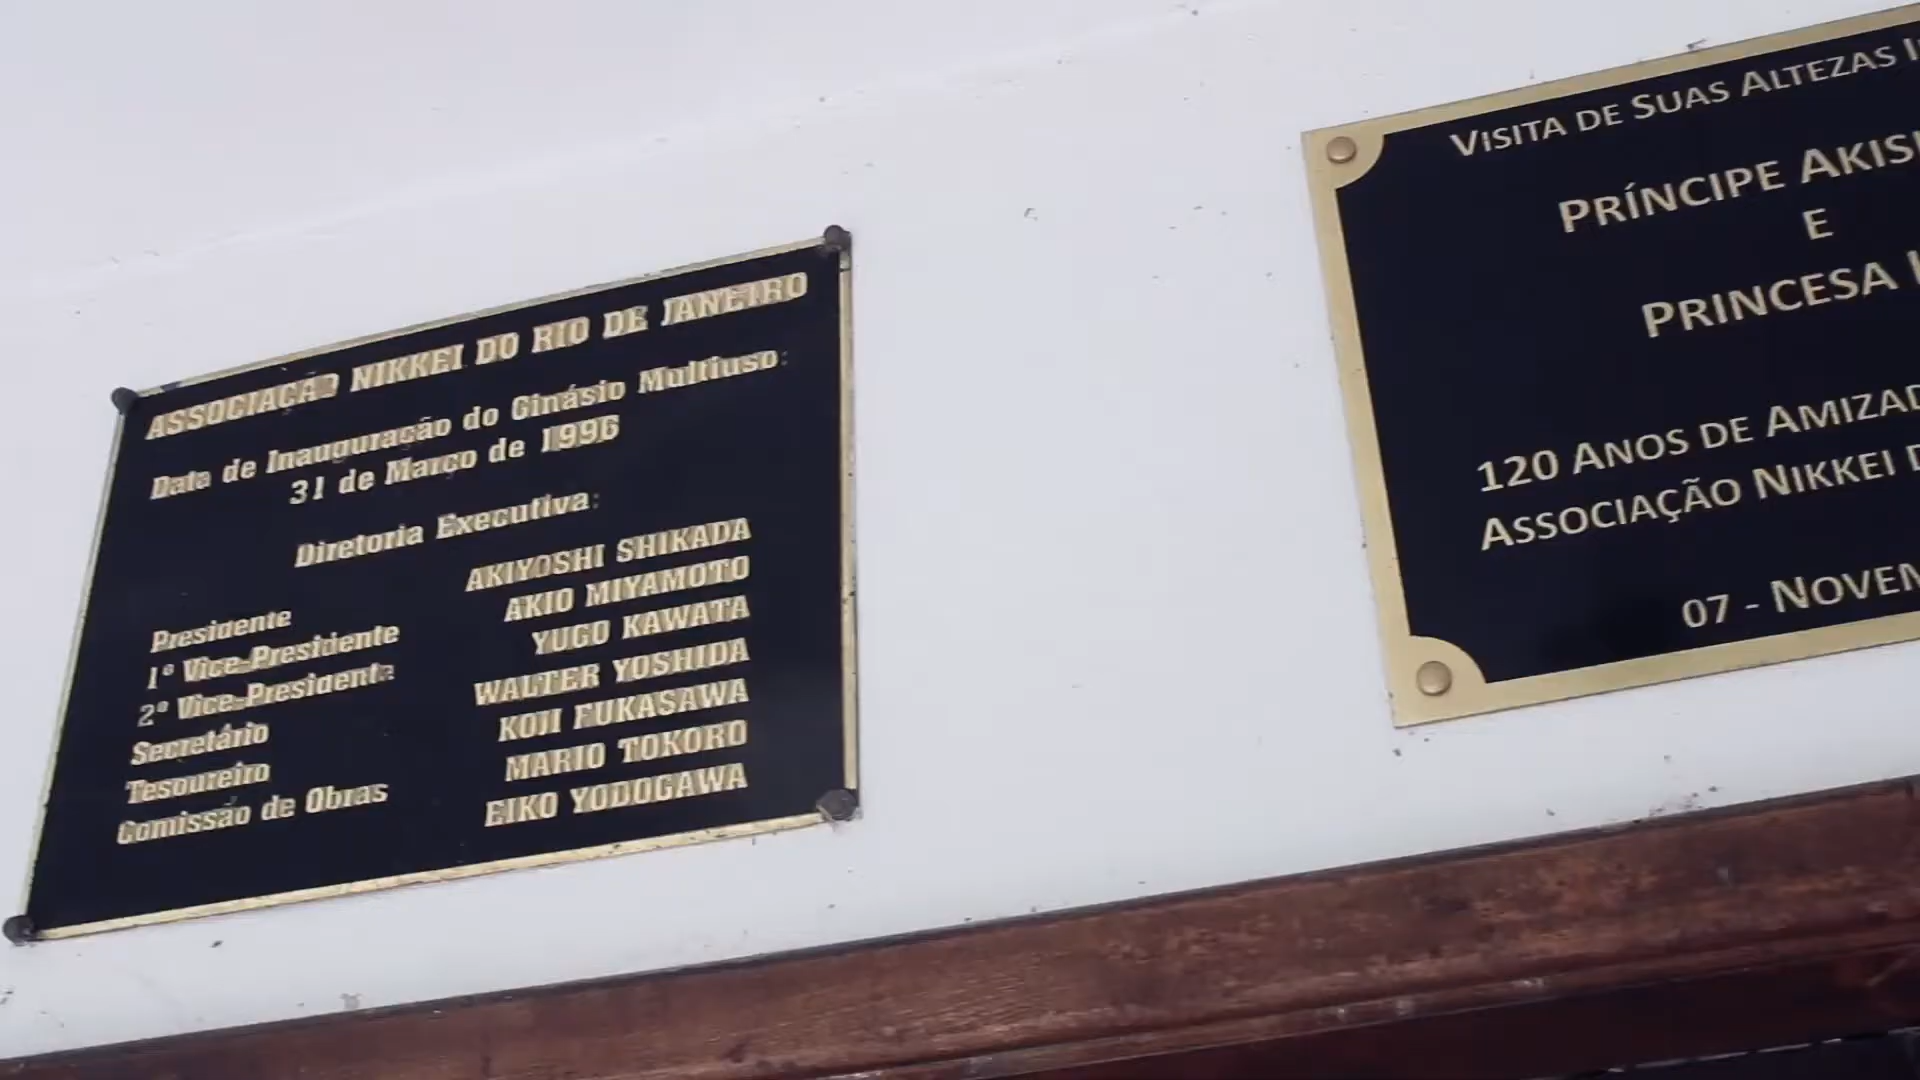 ASSOCIAÇÃO NIKKEI DO RIO DE JANEIRO
Data de Inauguração do Ginásio Multiuso:
31 de Março de 1996
Diretoria Executiva:
Presidente AKIYOSHI SHIKADA
1º Vice-Presidente AKIO MIYAMOTO
2º Vice-Presidente YUGO KAWATA
Secretário WALTER YOSHIDA
Tesoureiro KOJI FUKASAWA
Comissão de Obras MARIO TOKORO
EIKO YODOGAWA
VISITA DE SUAS ALTEZAS
PRÍNCIPE
E
PRINCESA
120 ANOS DE
ASSOCIAÇÃO NIKKEI
07 -